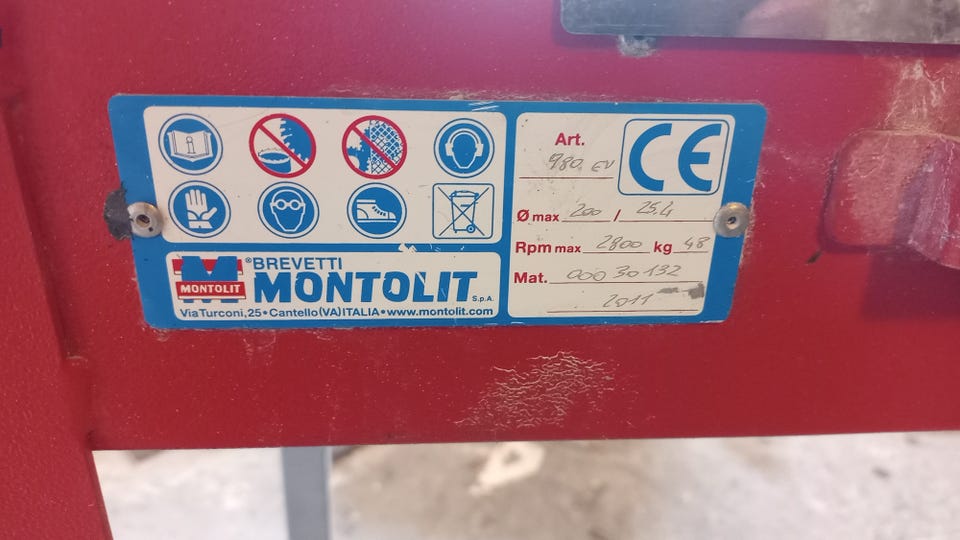 Art.
980 EV
CE
Ø max 200 / 25.4
Rpm max 2800 kg 48
Mat. 00030132
2011
M
MONTOLIT
®BREVETTI
MONTOLIT S.p.A.
Via Turconi,25•Cantello(VA)ITALIA•www.montolit.com